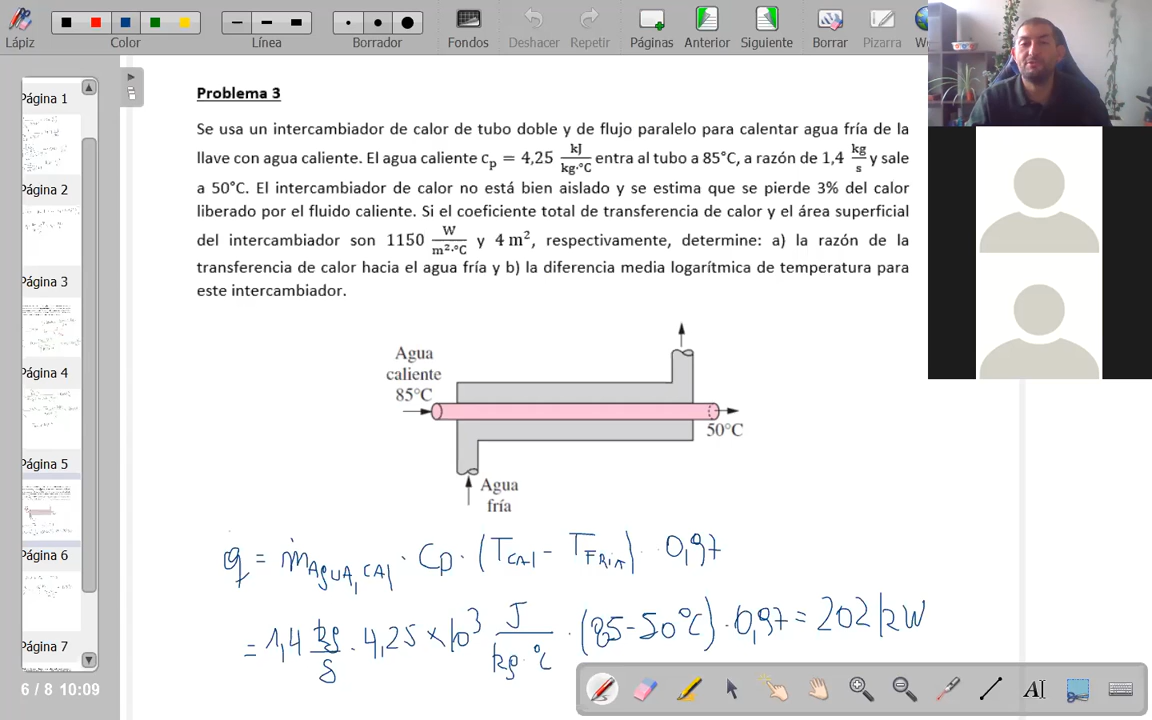 Lápiz
Color
Línea
Borrador
Fondos
Deshacer
Repetir
Páginas
Anterior
Siguiente
Borrar
Pizarra
Página 1
Página 2
Página 3
Página 4
Página 5
Página 6
Página 7
6 / 8 10:09
Problema 3
Se usa un intercambiador de calor de tubo doble y de flujo paralelo para calentar agua fría de la
llave con agua caliente. El agua caliente cp = 4,25 kJ/kg·°C entra al tubo a 85°C, a razón de 1,4 kg/s y sale
a 50°C. El intercambiador de calor no está bien aislado y se estima que se pierde 3% del calor
liberado por el fluido caliente. Si el coeficiente total de transferencia de calor y el área superficial
del intercambiador son 1150 W/m²·°C y 4 m², respectivamente, determine: a) la razón de la
transferencia de calor hacia el agua fría y b) la diferencia media logarítmica de temperatura para
este intercambiador.
Agua
caliente
85°C
50°C
Agua
fría
q̇ = ṁ AGUA, CAL · Cp · (T CAL - T FRIA) · 0,97
= 1,4 kg/s · 4,25 × 10³ J/kg·°C · (85-50°C) · 0,97 = 202 kW
AI